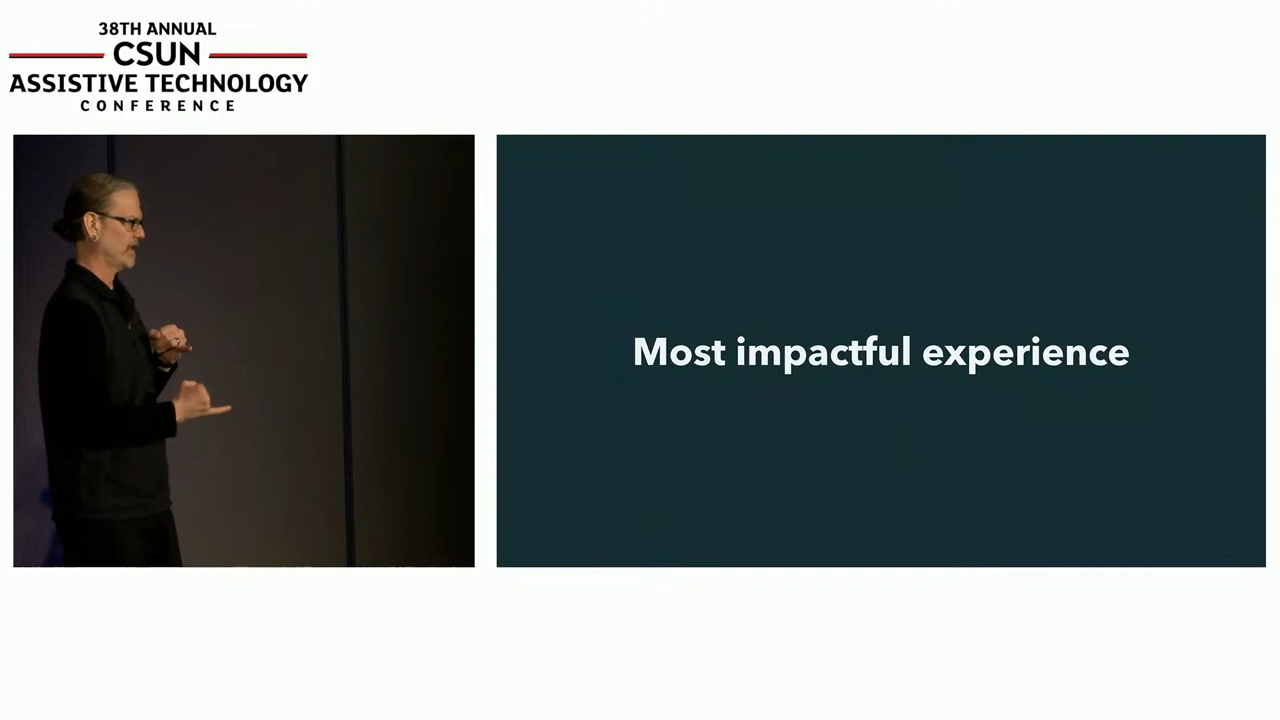 38TH ANNUAL
CSUN
ASSISTIVE TECHNOLOGY
CONFERENCE
Most impactful experience